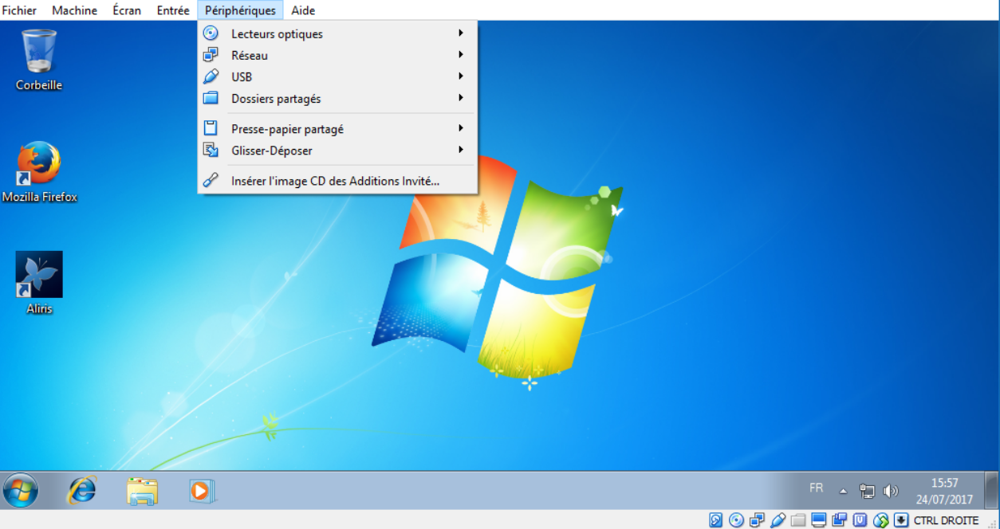 Fichier Machine Écran Entrée Périphériques Aide
Lecteurs optiques
Réseau
USB
Dossiers partagés
Presse-papier partagé
Glisser-Déposer
Insérer l'image CD des Additions Invité...
Corbeille
Mozilla Firefox
Aliris
FR
15:57
24/07/2017
CTRL DROITE